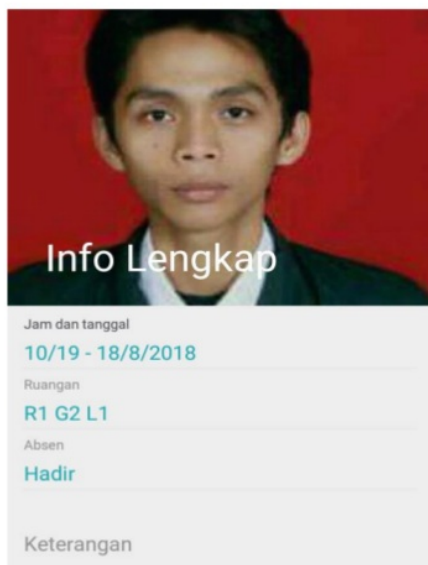 Info Lengkap
Jam dan tanggal
10/19 - 18/8/2018
Ruangan
R1 G2 L1
Absen
Hadir
Keterangan